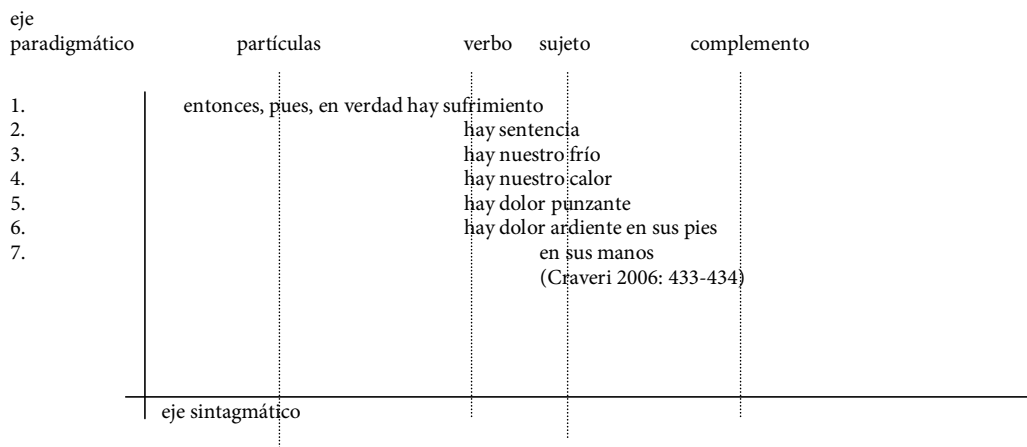 eje
paradigmático partículas verbo sujeto complemento
1. entonces, pues, en verdad hay sufrimiento
2. hay sentencia
3. hay nuestro frío
4. hay nuestro calor
5. hay dolor punzante
6. hay dolor ardiente en sus pies
7. en sus manos
(Craveri 2006: 433-434)
eje sintagmático